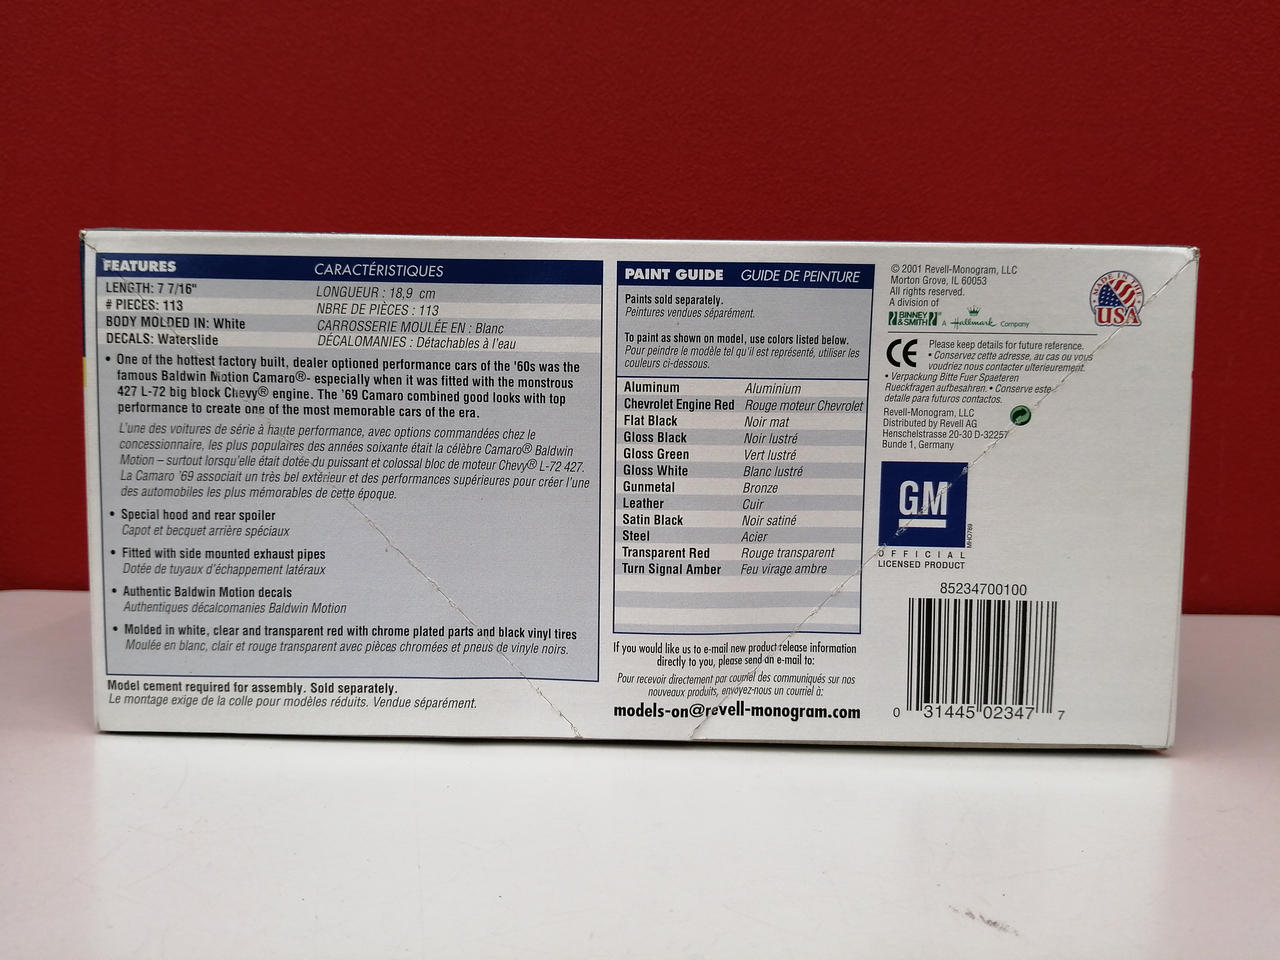 FEATURES CARACTÉRISTIQUES
LENGTH: 7 7/16" LONGUEUR : 18,9 cm
# PIECES: 113 NBRE DE PIÈCES : 113
BODY MOLDED IN: White CARROSSERIE MOULÉE EN : Blanc
DECALS: Waterslide DÉCALOMANIES : Détachables à l'eau
• One of the hottest factory built, dealer optioned performance cars of the '60s was the
famous Baldwin Motion Camaro®- especially when it was fitted with the monstrous
427 L-72 big block Chevy® engine. The '69 Camaro combined good looks with top
performance to create one of the most memorable cars of the era.
L'une des voitures de série à haute performance, avec options commandées chez le
concessionnaire, les plus populaires des années soixante était la célèbre Camaro® Baldwin
Motion – surtout lorsqu'elle était dotée du puissant et colossal bloc de moteur Chevy® L-72 427.
La Camaro '69 associait un très bel extérieur et des performances supérieures pour créer l'une
des automobiles les plus mémorables de cette époque.
• Special hood and rear spoiler
Capot et becquet arrière spéciaux
• Fitted with side mounted exhaust pipes
Dotée de tuyaux d'échappement latéraux
• Authentic Baldwin Motion decals
Authentiques décalcomanies Baldwin Motion
• Molded in white, clear and transparent red with chrome plated parts and black vinyl tires
Moulée en blanc, clair et rouge transparent avec pièces chromées et pneus de vinyle noirs.
Model cement required for assembly. Sold separately.
Le montage exige de la colle pour modèles réduits. Vendue séparément.
PAINT GUIDE GUIDE DE PEINTURE
Paints sold separately.
Peintures vendues séparément.
To paint as shown on model, use colors listed below.
Pour peindre le modèle tel qu'il est représenté, utiliser les
couleurs ci-dessous.
Aluminum Aluminium
Chevrolet Engine Red Rouge moteur Chevrolet
Flat Black Noir mat
Gloss Black Noir lustré
Gloss Green Vert lustré
Gloss White Blanc lustré
Gunmetal Bronze
Leather Cuir
Satin Black Noir satiné
Steel Acier
Transparent Red Rouge transparent
Turn Signal Amber Feu virage ambre
If you would like us to e-mail new product release information
directly to you, please send an e-mail to:
Pour recevoir directement par courriel des communiqués sur nos
nouveaux produits, envoyez-nous un courriel à:
models-on@revell-monogram.com
© 2001 Revell-Monogram, LLC
Morton Grove, IL 60053
All rights reserved.
A division of
BINNEY
& SMITH A Hallmark Company
MADE IN THE
USA
CE Please keep details for future reference.
• Conservez cette adresse, au cas ou vous
voudriez nous contacter ulterieurement.
• Verpackung Bitte Fuer Spaeteren
Rueckfragen aufbesahren. • Conserve este
detalle para futuros contactos.
Revell-Monogram, LLC
Distributed by Revell AG
Henschelstrasse 20-30 D-32257
Bunde 1, Germany
GM
MHO769
OFFICIAL
LICENSED PRODUCT
85234700100
0 31445 02347 7